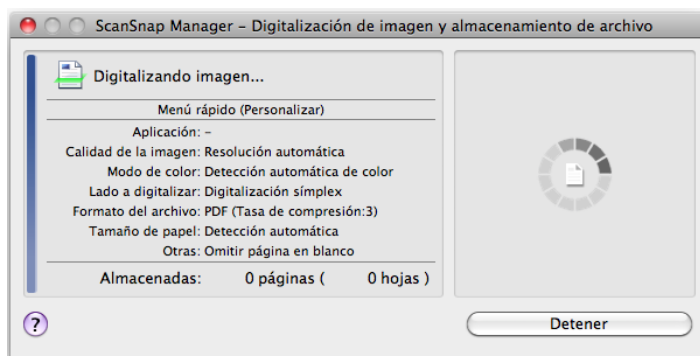 ScanSnap Manager – Digitalización de imagen y almacenamiento de archivo
Digitalizando imagen...
Menú rápido (Personalizar)
Aplicación: –
Calidad de la imagen: Resolución automática
Modo de color: Detección automática de color
Lado a digitalizar: Digitalización símplex
Formato del archivo: PDF (Tasa de compresión:3)
Tamaño de papel: Detección automática
Otras: Omitir página en blanco
Almacenadas: 0 páginas ( 0 hojas )
?
Detener